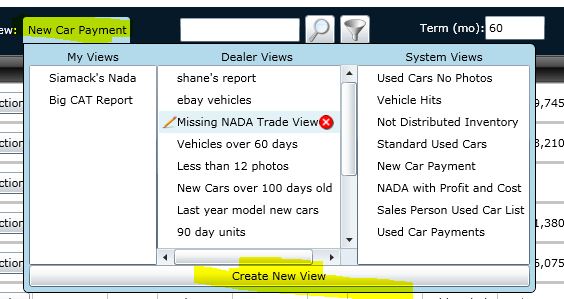 ew: New Car Payment Term (mo): 60
My Views Dealer Views System Views
Siamack's Nada shane's report Used Cars No Photos
Big CAT Report ebay vehicles Vehicle Hits
ction Missing NADA Trade View Not Distributed Inventory 9,745
ction Vehicles over 60 days Standard Used Cars 3,210
ction Less than 12 photos New Car Payment
New Cars over 100 days old NADA with Profit and Cost
ction Last year model new cars Sales Person Used Car List 1,380
90 day units Used Car Payments
ction 6,075
Create New View